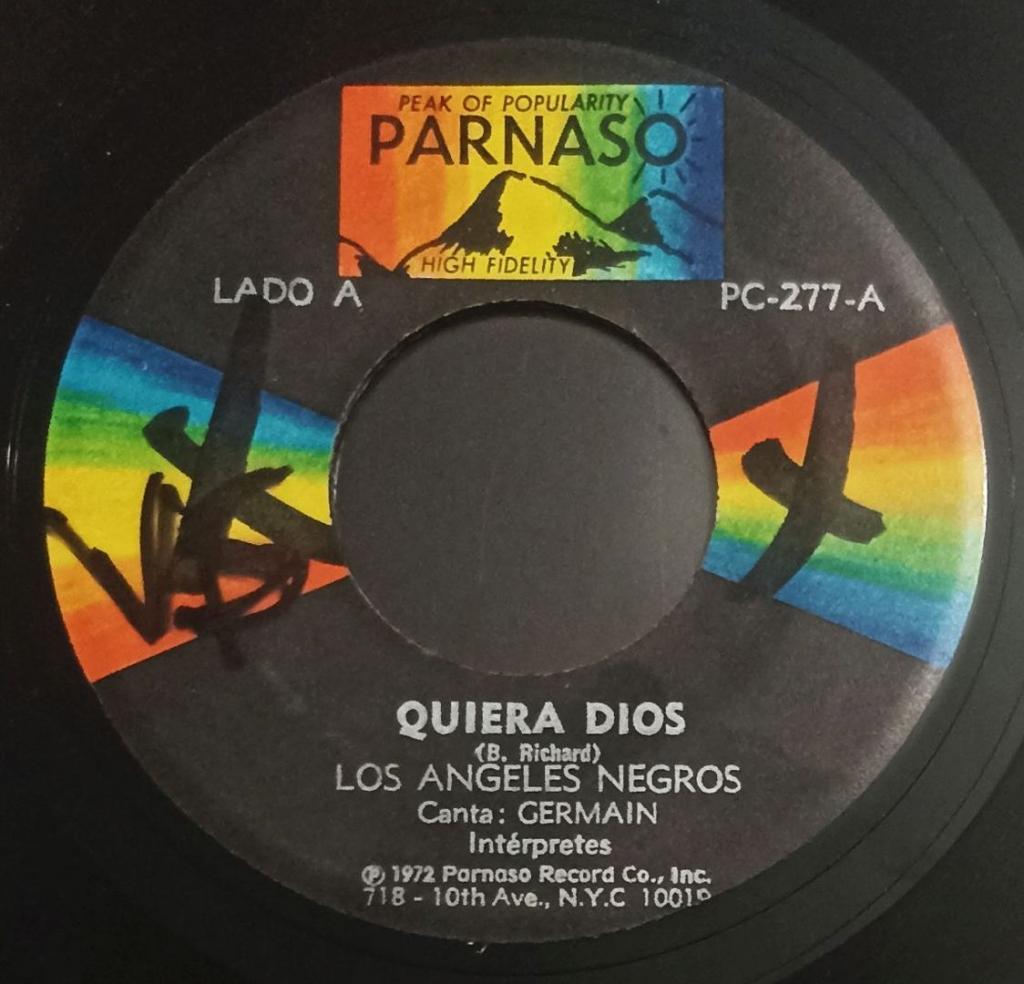 PEAK OF POPULARITY
PARNASO
HIGH FIDELITY
LADO A
PC-277-A
QUIERA DIOS
(B. Richard)
LOS ANGELES NEGROS
Canta: GERMAIN
Intérpretes
℗ 1972 Parnaso Record Co., Inc.
718 - 10th Ave., N.Y.C